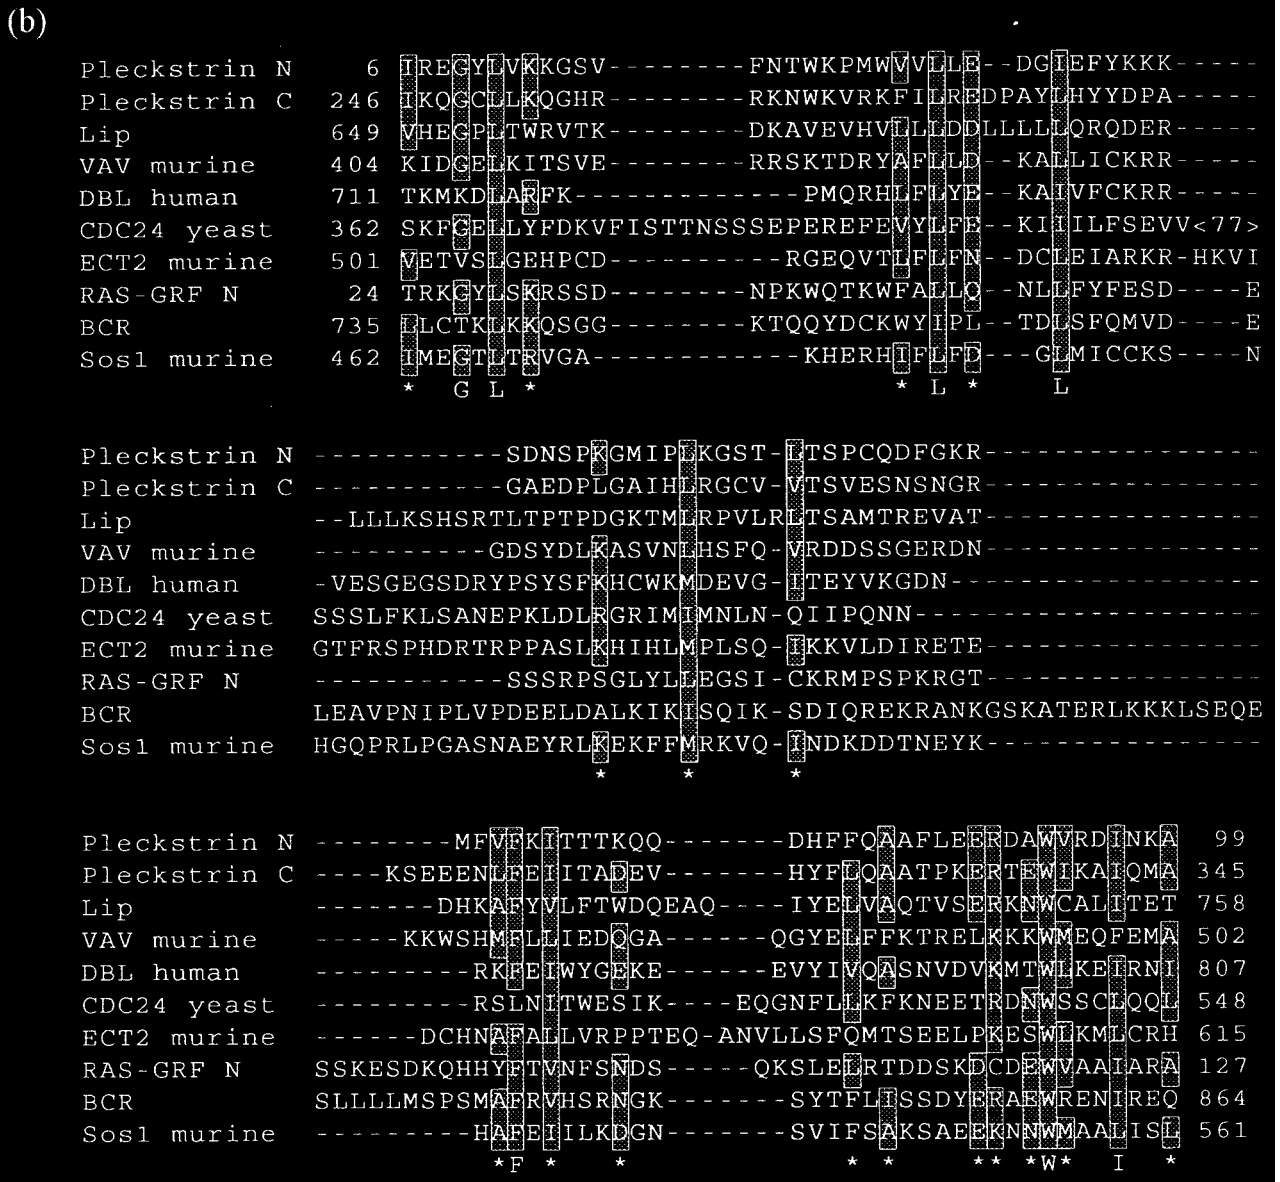 (b)
Pleckstrin N 6 IREGYLVKKGSV--------FNTWKPMWVVLLE--DGIEFYKKK-----
Pleckstrin C 246 IKQGCLLKQGHR--------RKNWKVRKFILREDPAYLHYYDPA-----
Lip 649 VHEGPLTWRVTK--------DKAVEVHVLLLDDLLLLLQRQDER-----
VAV murine 404 KIDGELKITSVE--------RRSKTDRYAFLLD--KALLICKRR-----
DBL human 711 TKMKDLARFK-------------PMQRHLFLYE--KAIVFCKRR-----
CDC24 yeast 362 SKFGELLYFDKVFISTTNSSSEPEREFEVYLFE--KIIILFSEVV<77>
ECT2 murine 501 VETVSLGEHPCD----------RGEQVTLFLFN--DCLEIARKR-HKVI
RAS-GRF N 24 TRKGYLSKRSSD--------NPKWQTKWFALLQ--NLLFYFESD----E
BCR 735 LLCTKLKKQSGG--------KTQQYDCKWYIPL--TDLSFQMVD----E
Sos1 murine 462 IMEGTLTRVGA------------KHERHIFLFD---GLMICCKS----N
* G L * * L * L
Pleckstrin N -----------SDNSPKGMIPLKGST-LTSPCQDFGKR----------------
Pleckstrin C -----------GAEDPLGAIHLRGCV-VTSVESNSNGR----------------
Lip --LLLKSHSRTLTPTPDGKTMLRPVLRLTSAMTREVAT----------------
VAV murine ----------GDSYDLKASVNLHSFQ-VRDDSSGERDN----------------
DBL human -VESGEGSDRYPSYSFKHCWKMDEVG-ITEYVKGDN------------------
CDC24 yeast SSSLFKLSANEPKLDLRGRIMIMNLN-QIIPQNN--------------------
ECT2 murine GTFRSPHDRTRPPASLKHIHLMPLSQ-IKKVLDIRETE----------------
RAS-GRF N -----------SSSRPSGLYLLEGSI-CKRMPSPKRGT----------------
BCR LEAVPNIPLVPDEELDALKIKISQIK-SDIQREKRANKGSKATERLKKKLSEQE
Sos1 murine HGQPRLPGASNAEYRLKEKFFMRKVQ-INDKDDTNEYK----------------
* * *
Pleckstrin N --------MFVFKITTTKQQ-------DHFFQAAFLEERDAWVRDINKA 99
Pleckstrin C ----KSEEENLFEIITADEV-------HYFLQAATPKERTEWIKAIQMA 345
Lip -------DHKAFYVLFTWDQEAQ----IYELVAQTVSERKNWCALITET 758
VAV murine -----KKWSHMFLLIEDQGA------QGYELFFKTRELKKKWMEQFEMA 502
DBL human ---------RKFEIWYGEKE------EVYIVQASNVDVKMTWLKEIRNI 807
CDC24 yeast ---------RSLNITWESIK----EQGNFLLKFKNEETRDNWSSCLQQL 548
ECT2 murine ------DCHNAFALLVRPPTEQ-ANVLLSFQMTSEELPKESWLKMLCRH 615
RAS-GRF N SSKESDKQHHYFTVNFSNDS------QKSLELRTDDSKDCDEWVAAIARA 127
BCR SLLLLMSPSMAFRVHSRNGK-------SYTFLISSDYERAEWRENIREQ 864
Sos1 murine ---------HAFEIILKDGN-------SVIFSAKSAEEKNNWMAALISL 561
*F * * * * ** *W* I *